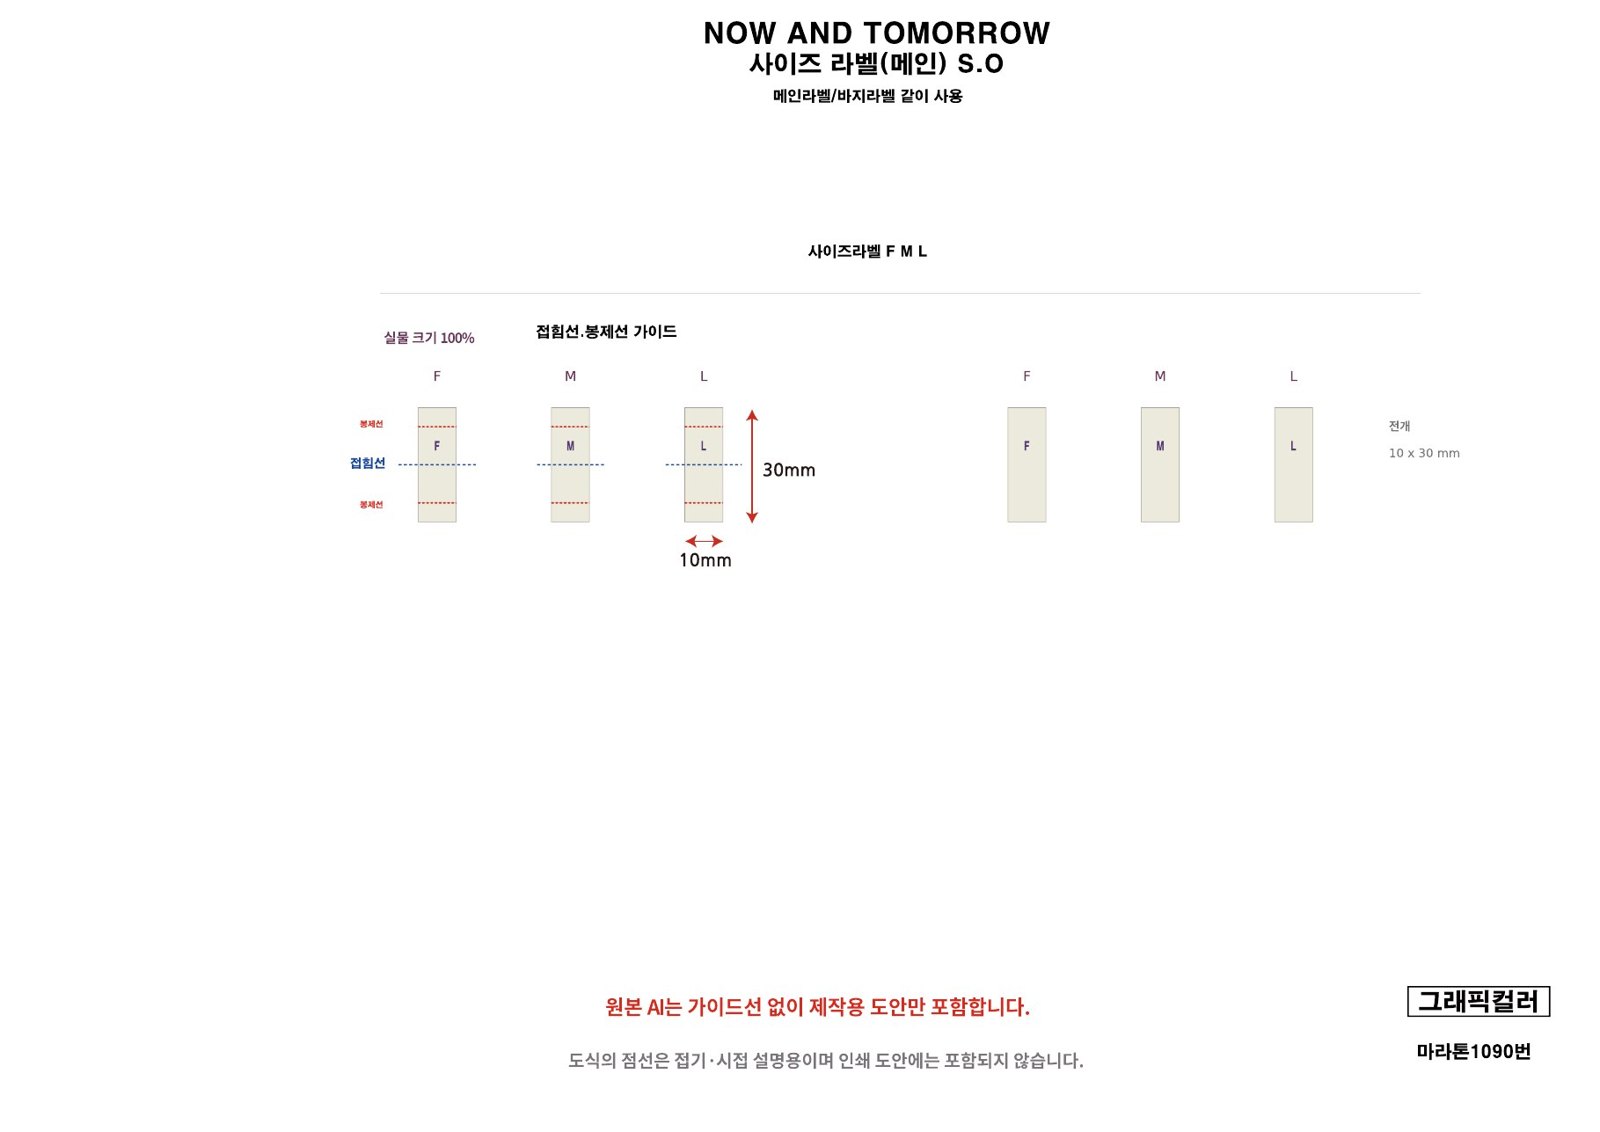 NOW AND TOMORROW
사이즈 라벨(메인) S.O
메인라벨/바지라벨 같이 사용
사이즈라벨 F M L
실물 크기 100%
접힘선.봉제선 가이드
F M L
F M L
봉제선
F M L
접힘선
봉제선
30mm
10mm
F M L
전개
10 x 30 mm
원본 AI는 가이드선 없이 제작용 도안만 포함합니다.
도식의 점선은 접기·시접 설명용이며 인쇄 도안에는 포함되지 않습니다.
그래픽컬러
마라톤1090번